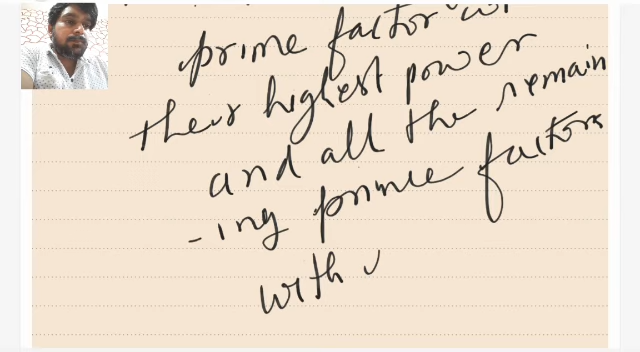 prime factor
their highest power
and all the remain
-ing prime factors
with